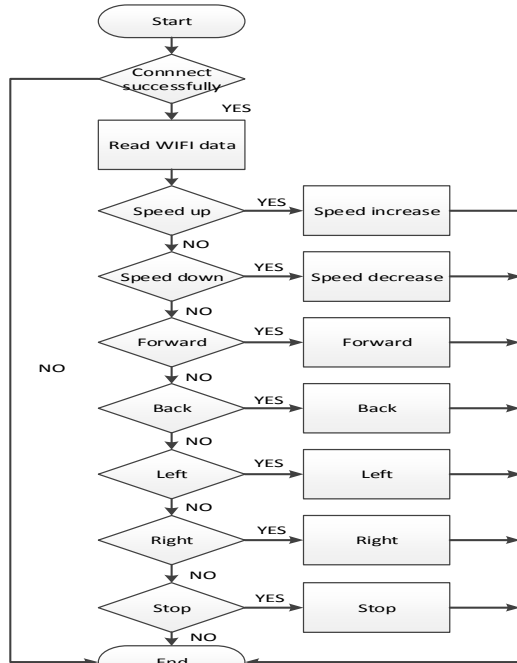 Start
Connnect
successfully
YES
Read WIFI data
Speed up
YES
Speed increase
NO
Speed down
YES
Speed decrease
NO
Forward
YES
Forward
NO
NO
Back
YES
Back
NO
Left
YES
Left
NO
Right
YES
Right
NO
Stop
YES
Stop
NO
End